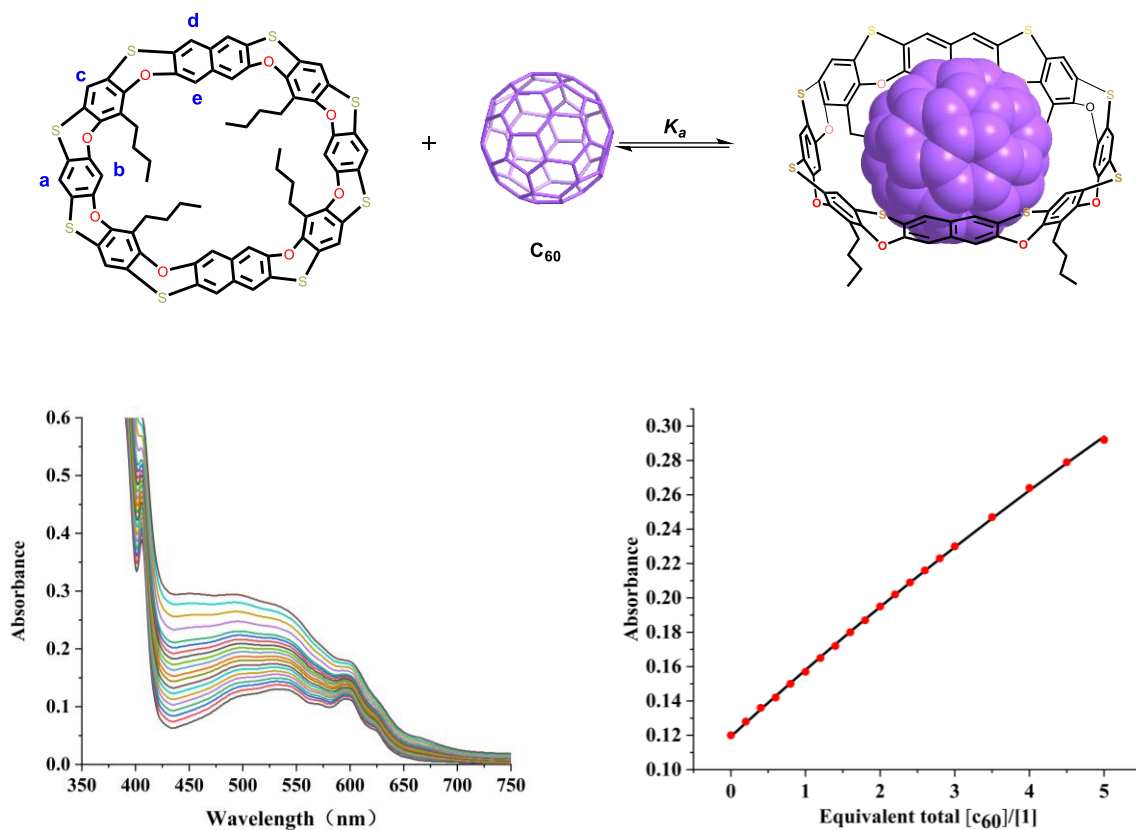 d
S
S
S
c
O
O
e
S
S
O
O
S
S
a
b
O
O
S
S
O
O
S
S
+
C60
Ka
S
S
S
O
O
S
O
O
S
S
S
S
O
O
O
O
0.6
0.5
0.4
0.3
0.2
0.1
0.0
350 400 450 500 550 600 650 700 750
Absorbance
Wavelength（nm）
0.30
0.28
0.26
0.24
0.22
0.20
0.18
0.16
0.14
0.12
0.10
0 1 2 3 4 5
Absorbance
Equivalent total [c60]/[1]